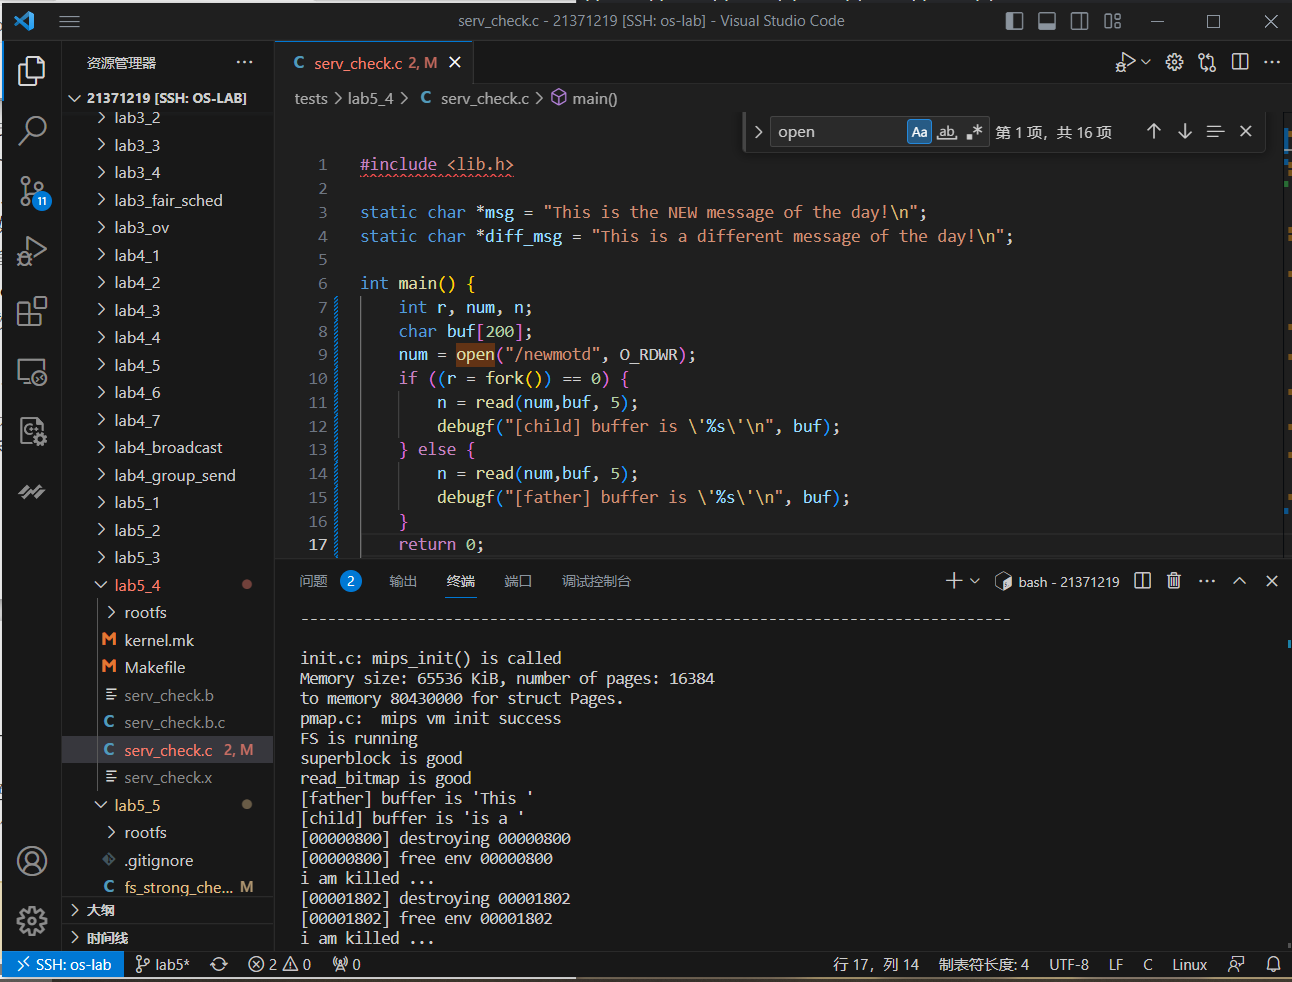 serv_check.c - 21371219 [SSH: os-lab] - Visual Studio Code
资源管理器
21371219 [SSH: OS-LAB]
lab3_2
lab3_3
lab3_4
lab3_fair_sched
lab3_ov
lab4_1
lab4_2
lab4_3
lab4_4
lab4_5
lab4_6
lab4_7
lab4_broadcast
lab4_group_send
lab5_1
lab5_2
lab5_3
lab5_4
rootfs
kernel.mk
Makefile
serv_check.b
serv_check.b.c
serv_check.c 2, M
serv_check.x
lab5_5
rootfs
.gitignore
fs_strong_che... M
大纲
时间线
11
C serv_check.c 2, M
tests > lab5_4 > C serv_check.c > main()
open Aa ab .* 第 1 项，共 16 项
1 #include <lib.h>
2
3 static char *msg = "This is the NEW message of the day!\n";
4 static char *diff_msg = "This is a different message of the day!\n";
5
6 int main() {
7 int r, num, n;
8 char buf[200];
9 num = open("/newmotd", O_RDWR);
10 if ((r = fork()) == 0) {
11 n = read(num,buf, 5);
12 debugf("[child] buffer is \'%s\'\n", buf);
13 } else {
14 n = read(num,buf, 5);
15 debugf("[father] buffer is \'%s\'\n", buf);
16 }
17 return 0;
问题 2 输出 终端 端口 调试控制台
bash - 21371219
-------------------------------------------------------------------------------
init.c: mips_init() is called
Memory size: 65536 KiB, number of pages: 16384
to memory 80430000 for struct Pages.
pmap.c:  mips vm init success
FS is running
superblock is good
read_bitmap is good
[father] buffer is 'This '
[child] buffer is 'is a '
[00000800] destroying 00000800
[00000800] free env 00000800
i am killed ...
[00001802] destroying 00001802
[00001802] free env 00001802
i am killed ...
SSH: os-lab lab5* 2 0 0 行 17，列 14 制表符长度: 4 UTF-8 LF C Linux